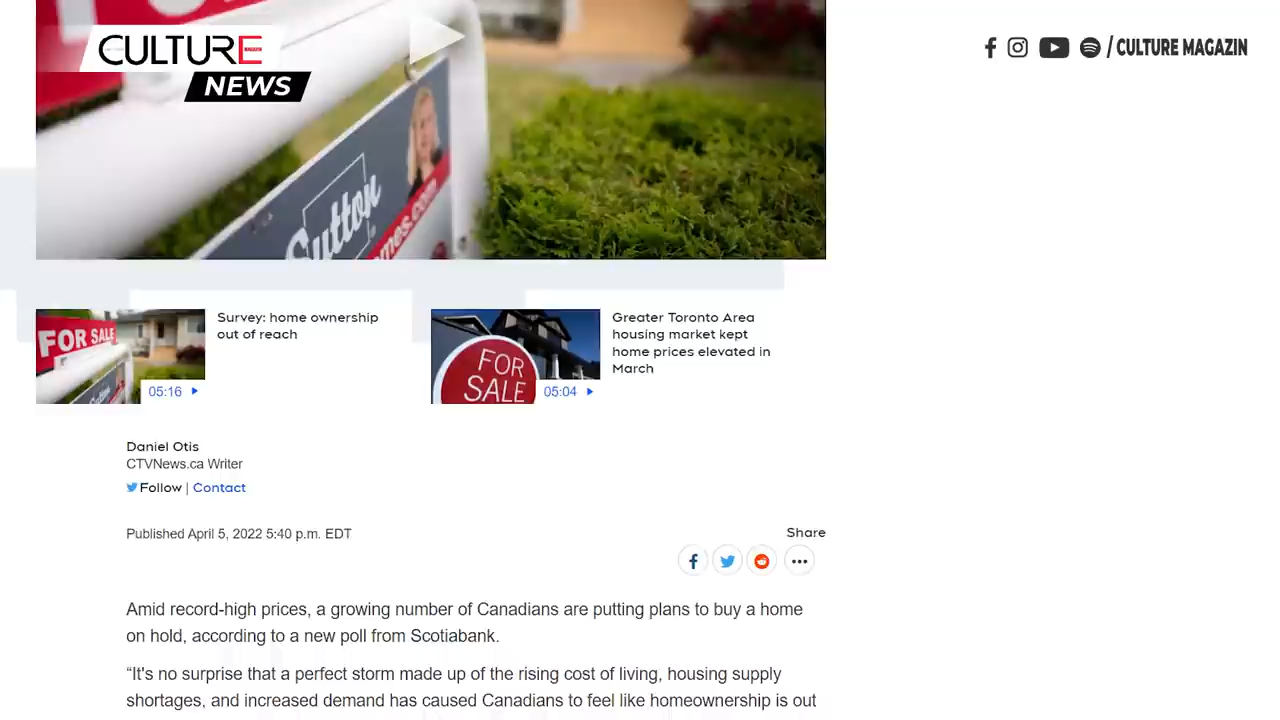 CULTURE
NEWS
/ CULTURE MAGAZIN
Sutton
mes.com
FOR SALE
05:16
Survey: home ownership
out of reach
FOR
SALE
05:04
Greater Toronto Area
housing market kept
home prices elevated in
March
Daniel Otis
CTVNews.ca Writer
Follow | Contact
Published April 5, 2022 5:40 p.m. EDT
Share
Amid record-high prices, a growing number of Canadians are putting plans to buy a home
on hold, according to a new poll from Scotiabank.
“It's no surprise that a perfect storm made up of the rising cost of living, housing supply
shortages, and increased demand has caused Canadians to feel like homeownership is out